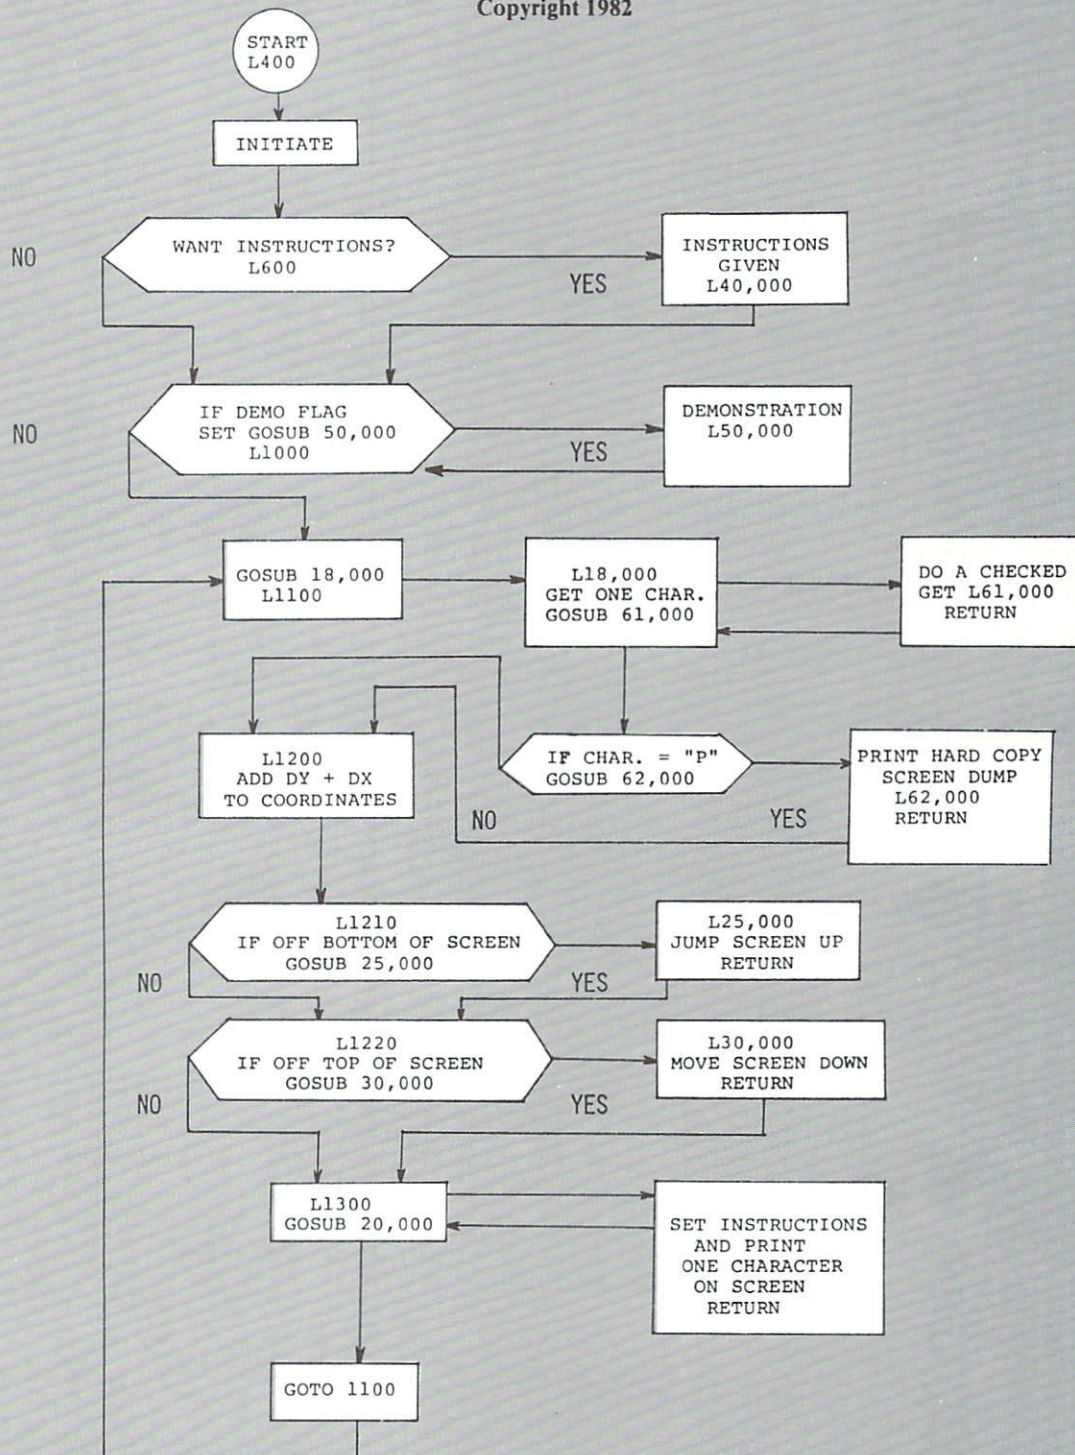 Copyright 1982
START
L400
INITIATE
WANT INSTRUCTIONS?
L600
NO
YES
INSTRUCTIONS
GIVEN
L40,000
IF DEMO FLAG
SET GOSUB 50,000
L1000
NO
YES
DEMONSTRATION
L50,000
GOSUB 18,000
L1100
L18,000
GET ONE CHAR.
GOSUB 61,000
DO A CHECKED
GET L61,000
RETURN
L1200
ADD DY + DX
TO COORDINATES
IF CHAR. = "P"
GOSUB 62,000
NO
YES
PRINT HARD COPY
SCREEN DUMP
L62,000
RETURN
L1210
IF OFF BOTTOM OF SCREEN
GOSUB 25,000
NO
YES
L25,000
JUMP SCREEN UP
RETURN
L1220
IF OFF TOP OF SCREEN
GOSUB 30,000
NO
YES
L30,000
MOVE SCREEN DOWN
RETURN
L1300
GOSUB 20,000
SET INSTRUCTIONS
AND PRINT
ONE CHARACTER
ON SCREEN
RETURN
GOTO 1100